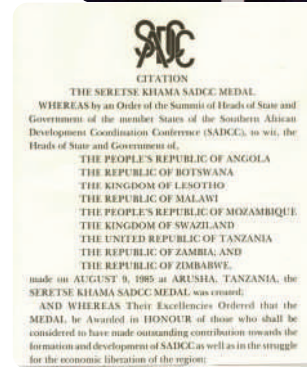 SADCC
CITATION
THE SERETSE KHAMA SADCC MEDAL
WHEREAS by an Order of the Summit of Heads of State and
Government of the member States of the Southern African
Development Coordination Conference (SADCC), to wit, the
Heads of State and Government of,
THE PEOPLE'S REPUBLIC OF ANGOLA
THE REPUBLIC OF BOTSWANA
THE KINGDOM OF LESOTHO
THE REPUBLIC OF MALAWI
THE PEOPLE'S REPUBLIC OF MOZAMBIQUE
THE KINGDOM OF SWAZILAND
THE UNITED REPUBLIC OF TANZANIA
THE REPUBLIC OF ZAMBIA; AND
THE REPUBLIC OF ZIMBABWE,
made on AUGUST 9, 1985 at ARUSHA, TANZANIA, the
SERETSE KHAMA SADCC MEDAL was created;
AND WHEREAS Their Excellencies Ordered that the
MEDAL be Awarded in HONOUR of those who shall be
considered to have made outstanding contribution towards the
formation and development of SADCC as well as in the struggle
for the economic liberation of the region;